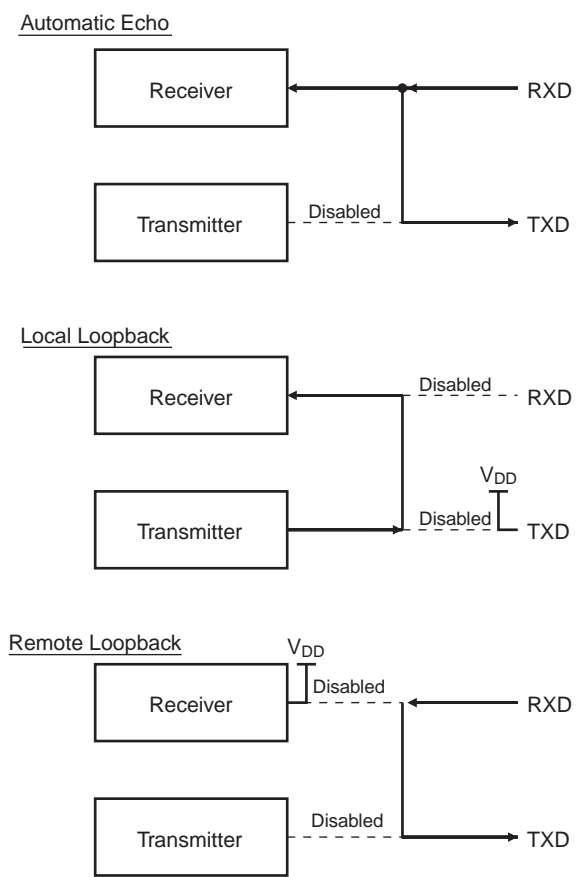 Automatic Echo
Receiver
RXD
Transmitter
Disabled
TXD
Local Loopback
Receiver
Disabled
RXD
VDD
Transmitter
Disabled
TXD
Remote Loopback
VDD
Receiver
Disabled
RXD
Transmitter
Disabled
TXD